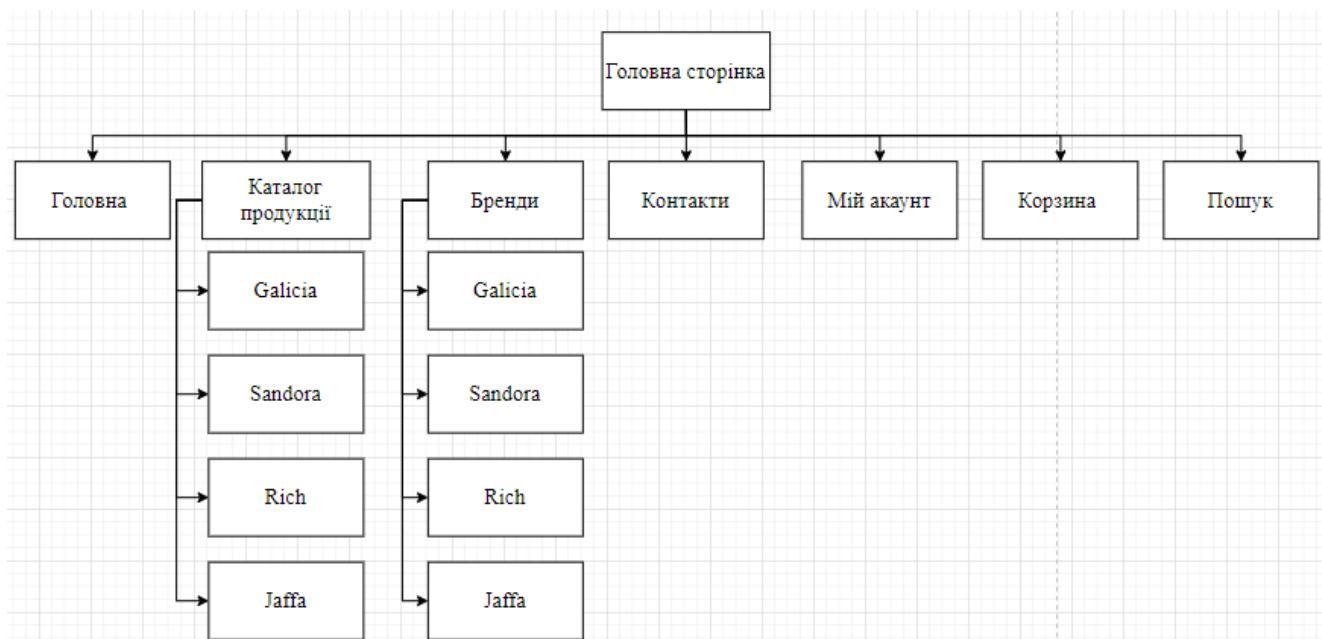 Головна сторінка
Головна
Каталог
продукції
Бренди
Контакти
Мій акаунт
Корзина
Пошук
Galicia
Galicia
Sandora
Sandora
Rich
Rich
Jaffa
Jaffa